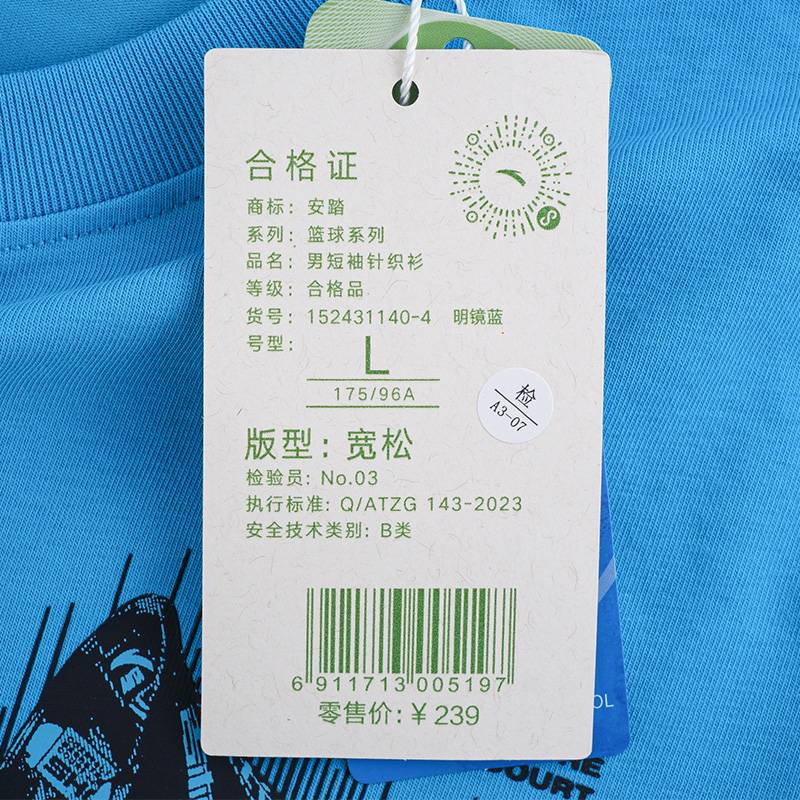 合格证
商标：安踏
系列：篮球系列
品名：男短袖针织衫
等级：合格品
货号：152431140-4 明镜蓝
号型：L
175/96A
检
A3-07
版型：宽松
检验员：No.03
执行标准：Q/ATZG 143-2023
安全技术类别：B类
6 911713 005197
零售价：¥ 239
OL
COURT